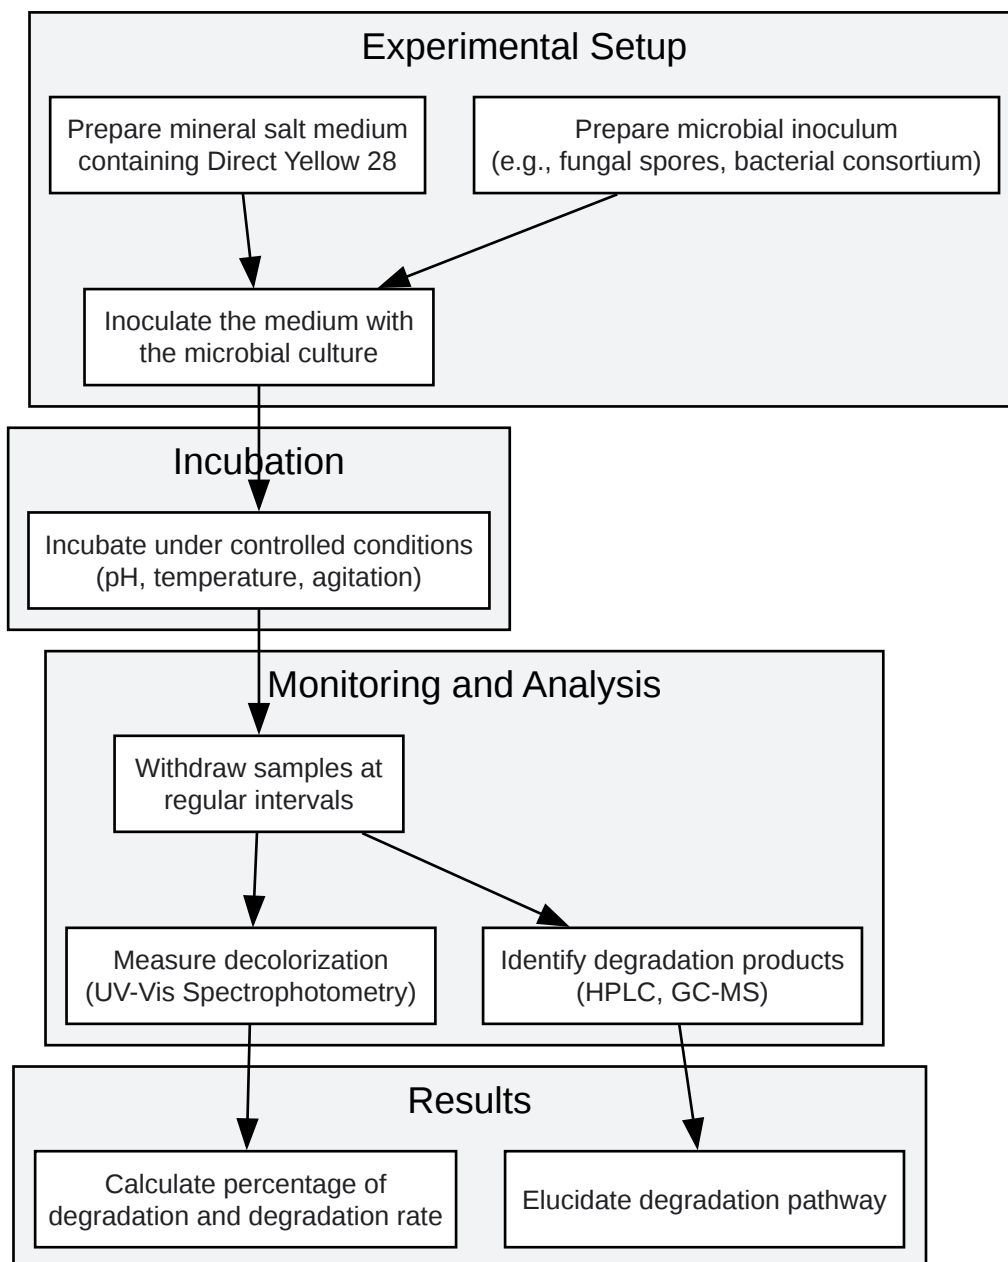 Experimental Setup
Prepare mineral salt medium
containing Direct Yellow 28
Prepare microbial inoculum
(e.g., fungal spores, bacterial consortium)
Inoculate the medium with
the microbial culture
Incubation
Incubate under controlled conditions
(pH, temperature, agitation)
Monitoring and Analysis
Withdraw samples at
regular intervals
Measure decolorization
(UV-Vis Spectrophotometry)
Identify degradation products
(HPLC, GC-MS)
Results
Calculate percentage of
degradation and degradation rate
Elucidate degradation pathway